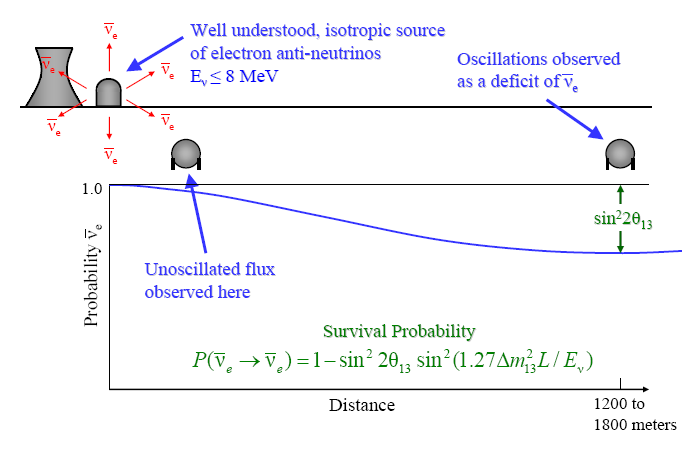 ν̅e
Well understood, isotropic source
of electron anti-neutrinos
Eν ≤ 8 MeV
Oscillations observed
as a deficit of ν̅e
ν̅e
ν̅e
ν̅e
ν̅e
ν̅e
1.0
sin²2θ13
Probability ν̅e
Unoscillated flux
observed here
Survival Probability
P(ν̅e → ν̅e) = 1 − sin² 2θ13 sin²(1.27Δm²13L / Eν)
Distance
1200 to
1800 meters